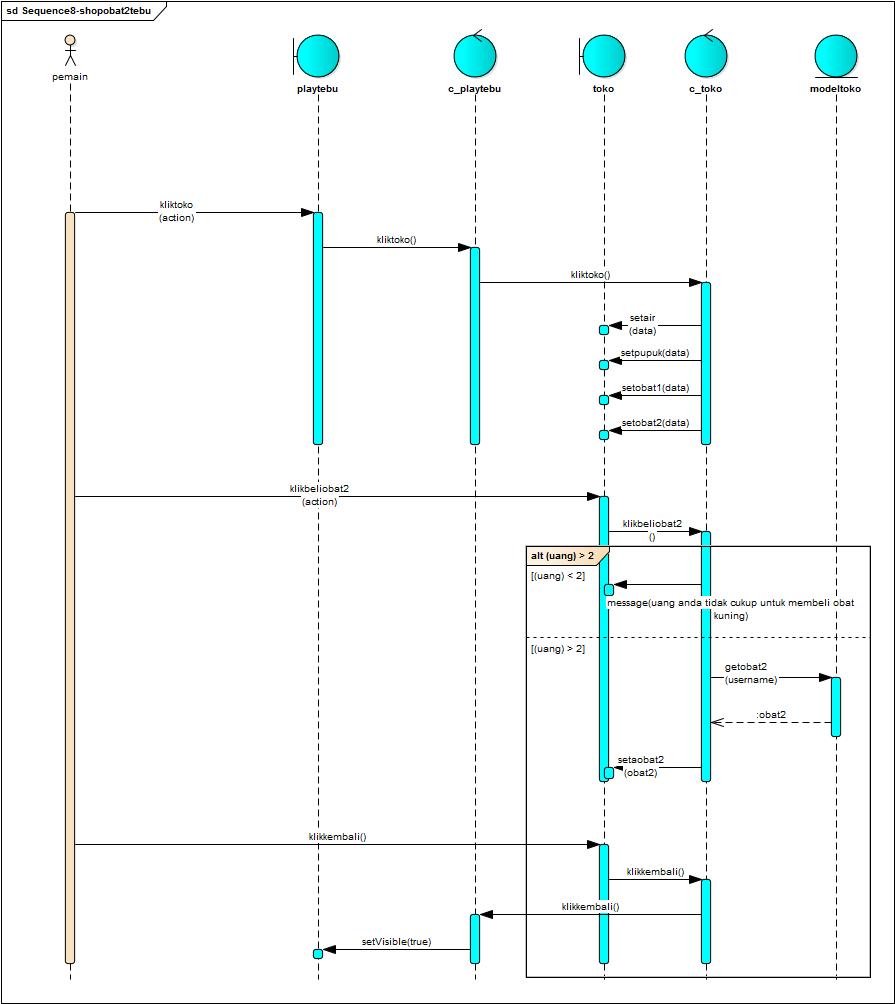 sd Sequence8-shopobat2tebu
pemain
playtebu
c_playtebu
toko
c_toko
modeltoko
kliktoko
(action)
kliktoko()
kliktoko()
setair
(data)
setpupuk(data)
setobat1(data)
setobat2(data)
klikbeliobat2
(action)
klikbeliobat2
()
alt (uang) > 2
[(uang) < 2]
message(uang anda tidak cukup untuk membeli obat
kuning)
[(uang) > 2]
getobat2
(username)
:obat2
setaobat2
(obat2)
klikkembali()
klikkembali()
klikkembali()
setVisible(true)